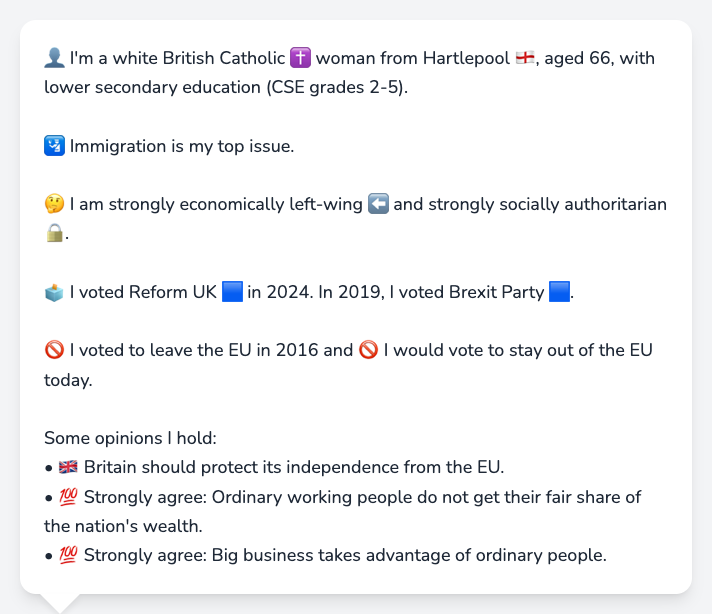 👤 I'm a white British Catholic ✝️ woman from Hartlepool 🏴󠁧󠁢󠁥󠁮󠁧󠁿, aged 66, with
lower secondary education (CSE grades 2-5).
🛂 Immigration is my top issue.
🤔 I am strongly economically left-wing ⬅️ and strongly socially authoritarian
🔒.
🗳️ I voted Reform UK 🟦 in 2024. In 2019, I voted Brexit Party 🟦.
🚫 I voted to leave the EU in 2016 and 🚫 I would vote to stay out of the EU
today.
Some opinions I hold:
• 🇬🇧 Britain should protect its independence from the EU.
• 💯 Strongly agree: Ordinary working people do not get their fair share of
the nation's wealth.
• 💯 Strongly agree: Big business takes advantage of ordinary people.